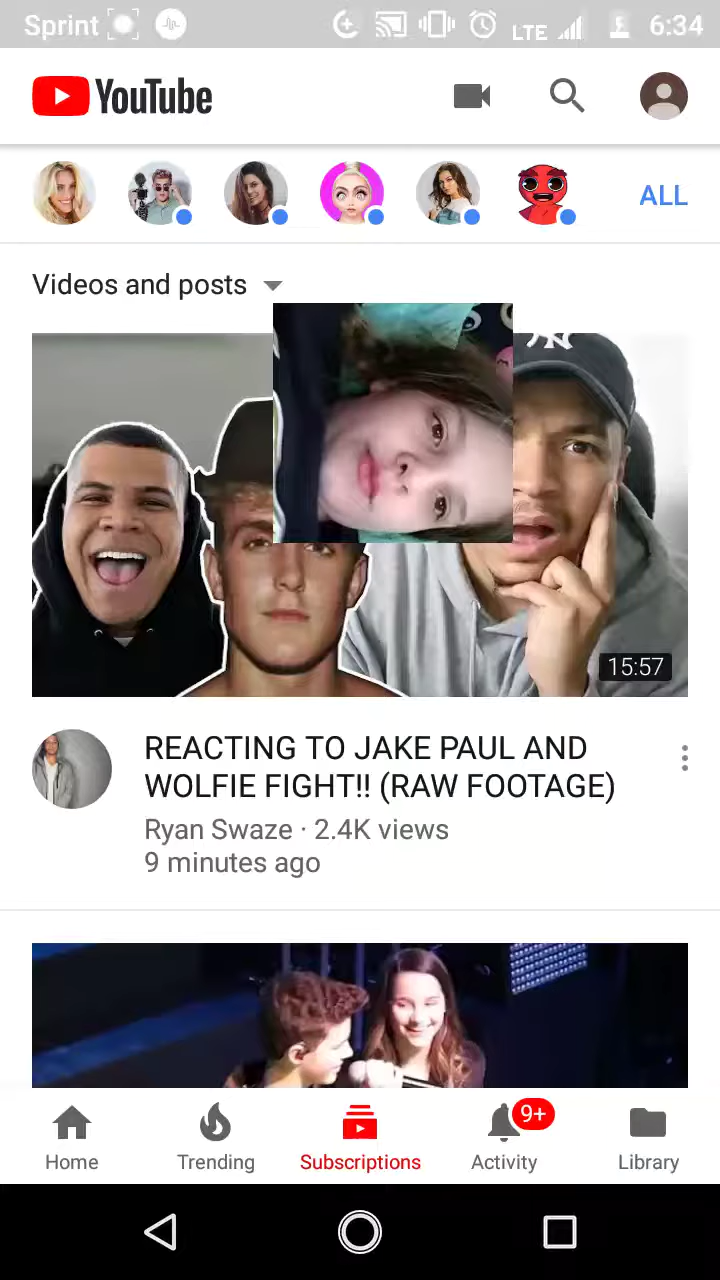 Sprint
LTE
6:34
YouTube
ALL
Videos and posts
NY
15:57
REACTING TO JAKE PAUL AND
WOLFIE FIGHT!! (RAW FOOTAGE)
Ryan Swaze · 2.4K views
9 minutes ago
9+
Home
Trending
Subscriptions
Activity
Library